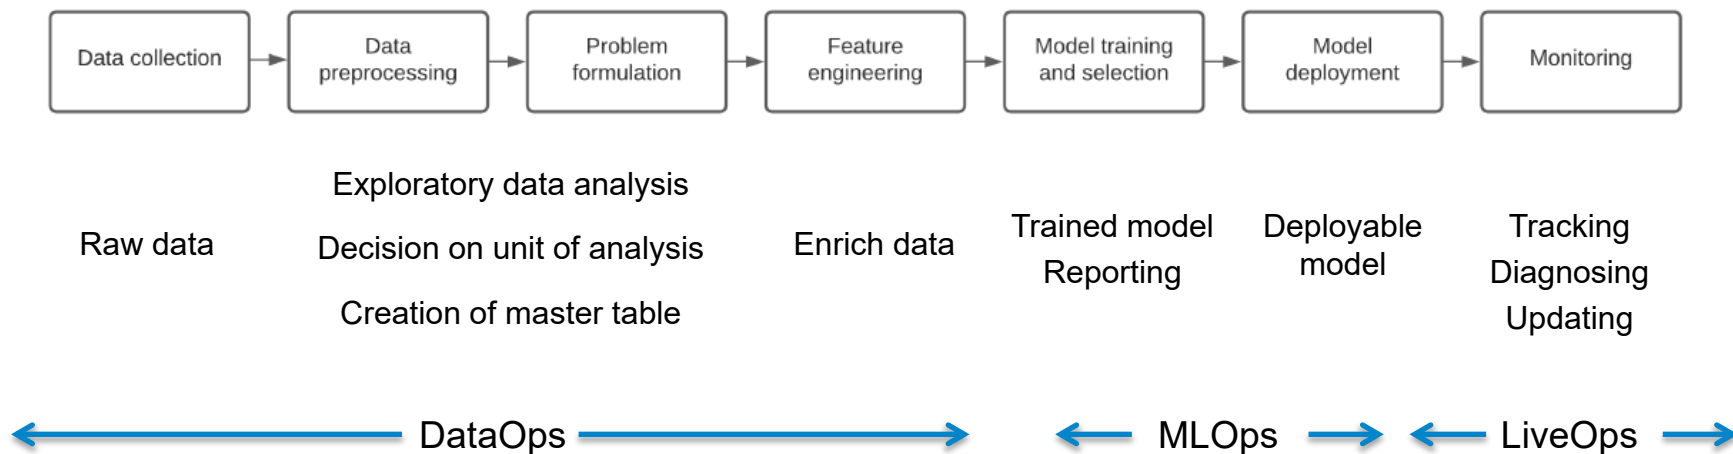 Data collection
Data
preprocessing
Problem
formulation
Feature
engineering
Model training
and selection
Model
deployment
Monitoring
Raw data
Exploratory data analysis
Decision on unit of analysis
Creation of master table
Enrich data
Trained model
Reporting
Deployable
model
Tracking
Diagnosing
Updating
DataOps
MLOps
LiveOps